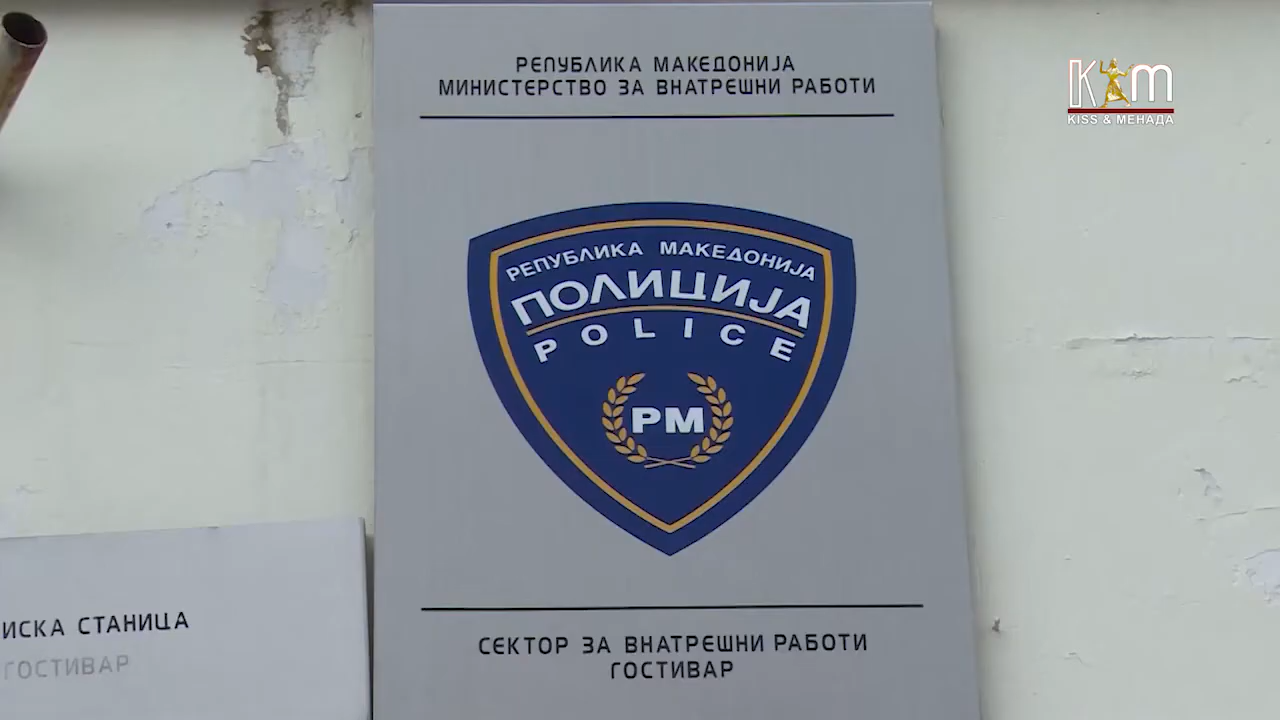 РЕПУБЛИКА МАКЕДОНИЈА
МИНИСТЕРСТВО ЗА ВНАТРЕШНИ РАБОТИ
KM
KISS & МЕНАДА
РЕПУБЛИКА МАКЕДОНИЈА
ПОЛИЦИЈА
POLICE
РМ
СЕКТОР ЗА ВНАТРЕШНИ РАБОТИ
ГОСТИВАР
ИСКА СТАНИЦА
ГОСТИВАР